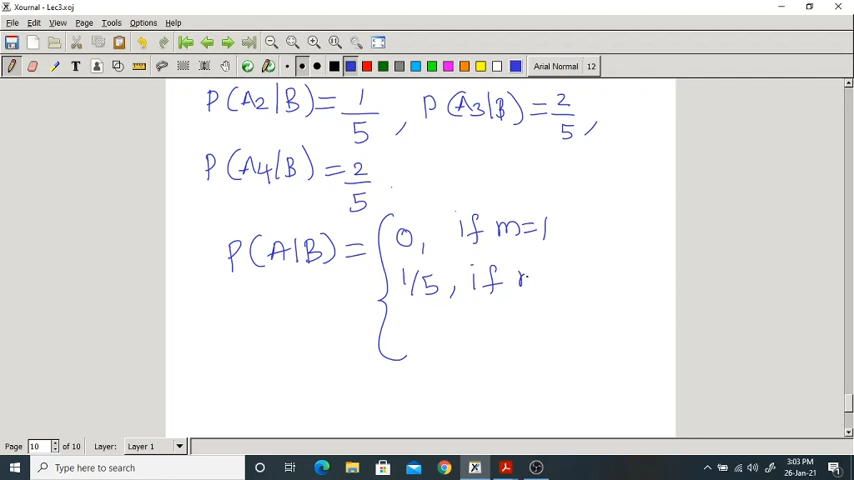 Xournal - Lec3.xoj
File Edit View Page Tools Options Help
Arial Normal 12
P(A2|B) = 1/5 , P(A3|B) = 2/5 ,
P(A4|B) = 2/5 .
P(A|B) = { 0, if m=1
1/5, if
Page 10 of 10 Layer: Layer 1
Type here to search
3:03 PM
26-Jan-21
1